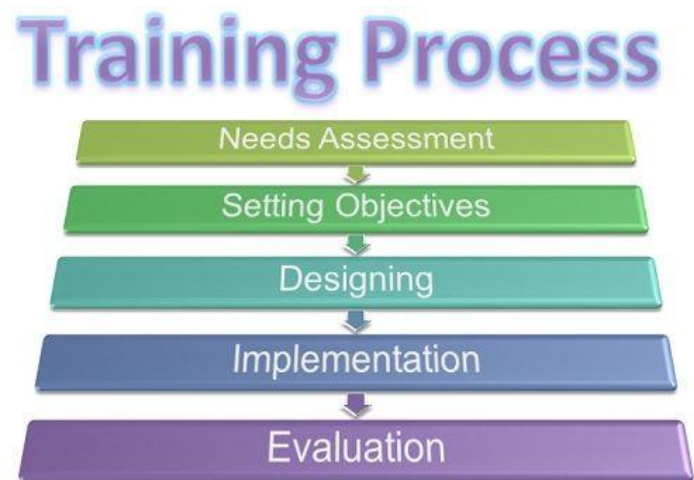 Training Process
Needs Assessment
Setting Objectives
Designing
Implementation
Evaluation